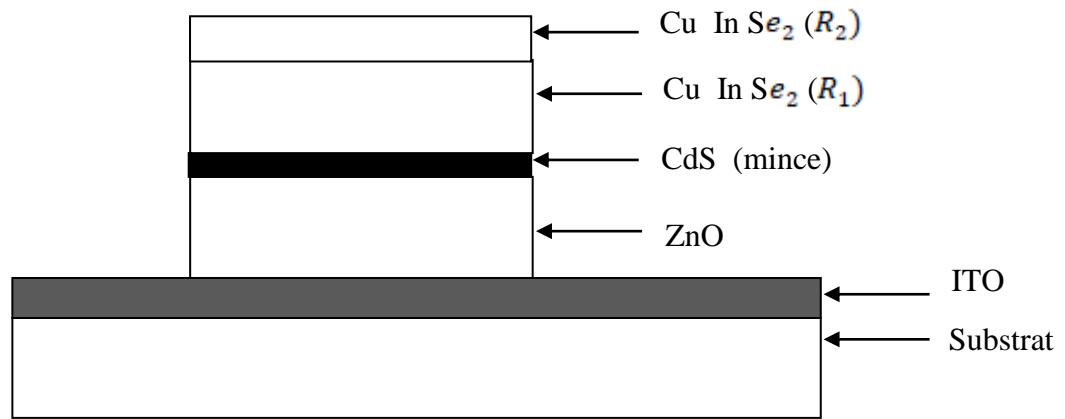 Cu In Se₂ (R₂)
Cu In Se₂ (R₁)
CdS (mince)
ZnO
ITO
Substrat